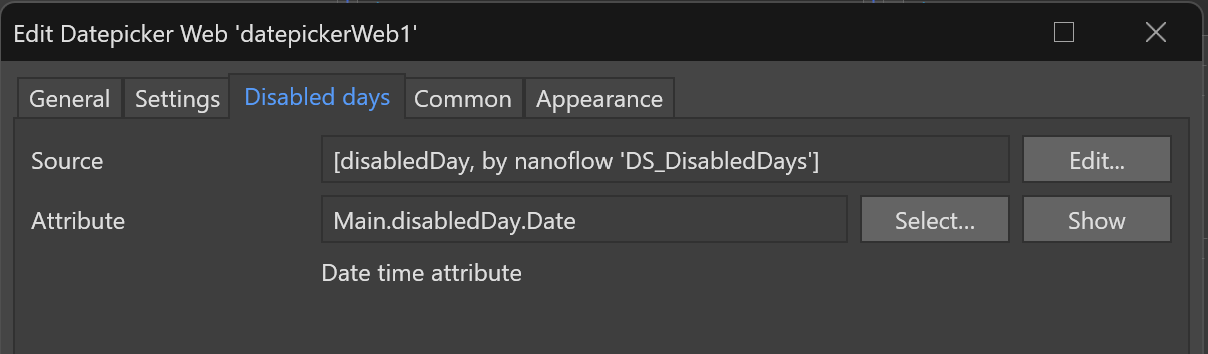 Edit Datepicker Web 'datepickerWeb1'
General Settings Disabled days Common Appearance
Source [disabledDay, by nanoflow 'DS_DisabledDays'] Edit...
Attribute Main.disabledDay.Date Select... Show
Date time attribute